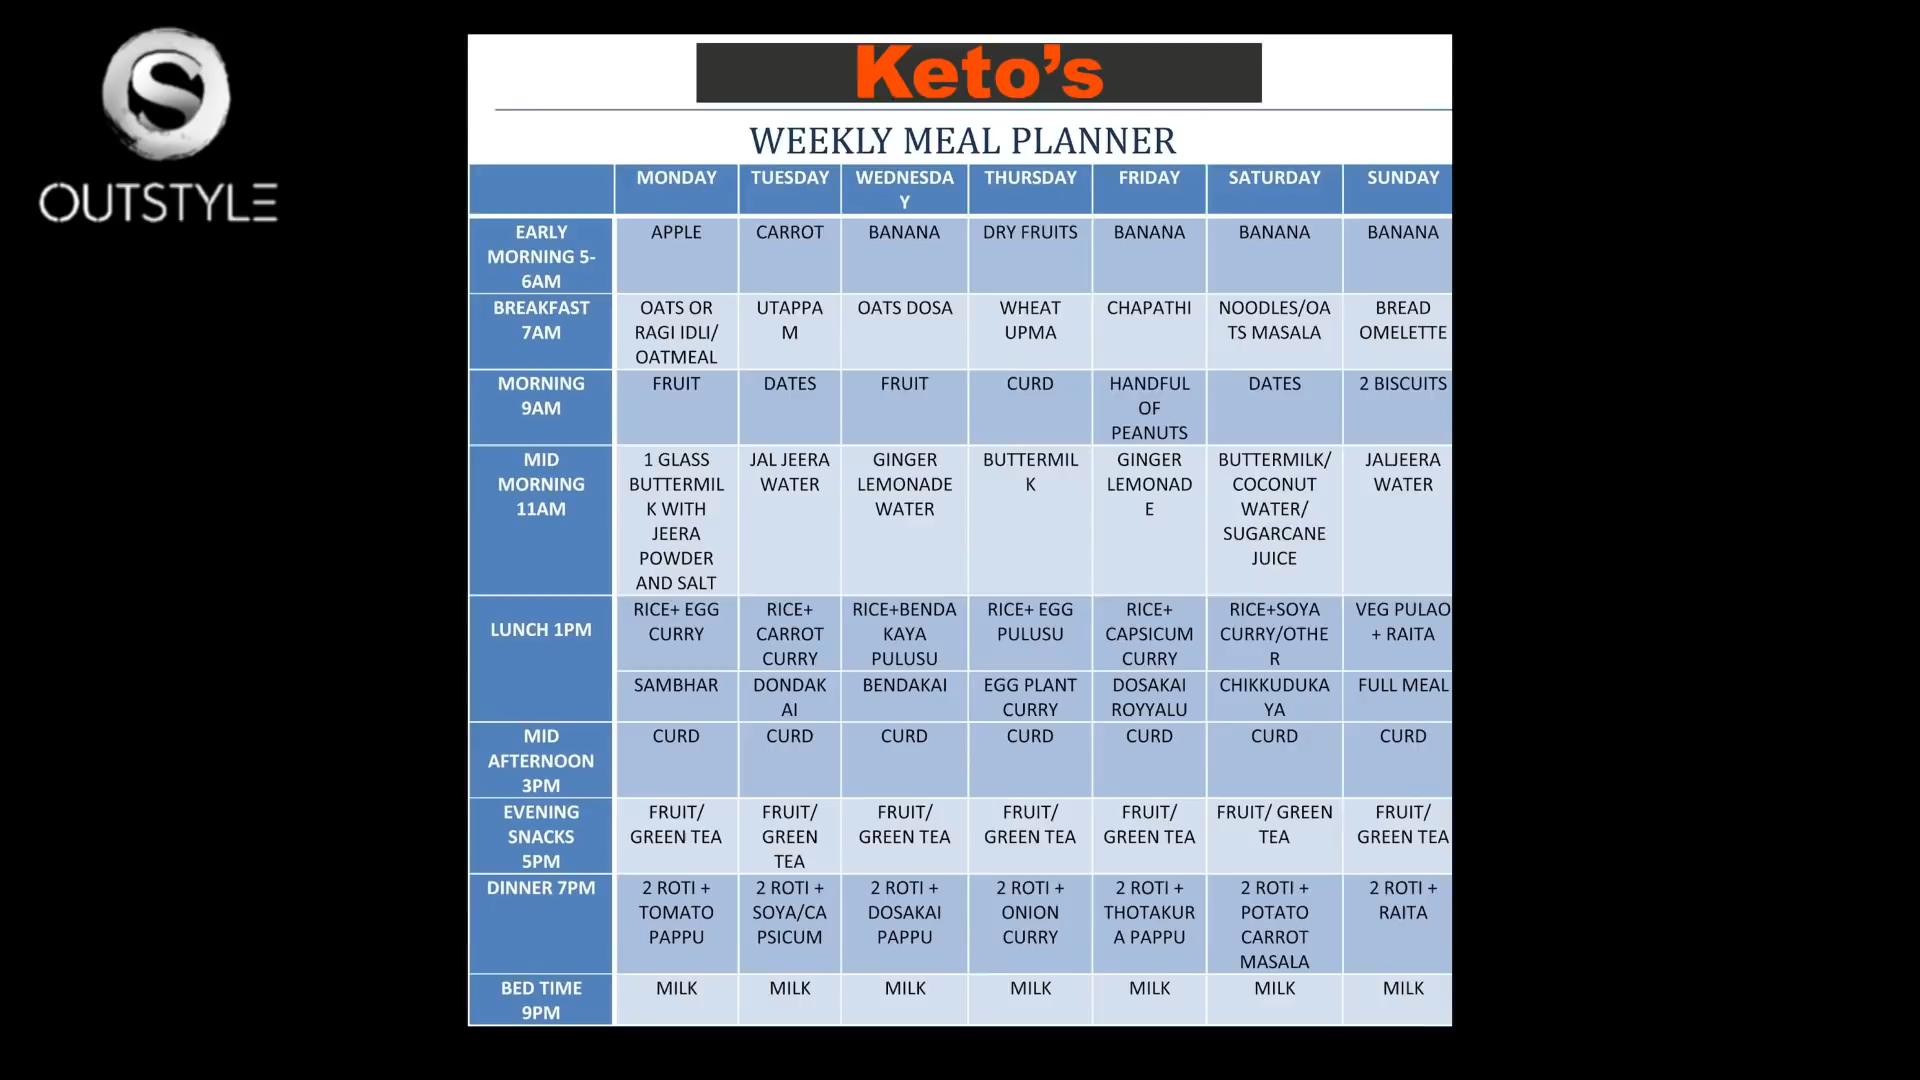 OUTSTYLE
Keto's
WEEKLY MEAL PLANNER
MONDAY TUESDAY WEDNESDA THURSDAY FRIDAY SATURDAY SUNDAY
Y
EARLY APPLE CARROT BANANA DRY FRUITS BANANA BANANA BANANA
MORNING 5-
6AM
BREAKFAST OATS OR UTAPPA OATS DOSA WHEAT CHAPATHI NOODLES/OA BREAD
7AM RAGI IDLI/ M UPMA TS MASALA OMELETTE
OATMEAL
MORNING FRUIT DATES FRUIT CURD HANDFUL DATES 2 BISCUITS
9AM OF
PEANUTS
MID 1 GLASS JAL JEERA GINGER BUTTERMIL GINGER BUTTERMILK/ JALJEERA
MORNING BUTTERMIL WATER LEMONADE K LEMONAD COCONUT WATER
11AM K WITH WATER E WATER/
JEERA SUGARCANE
POWDER JUICE
AND SALT
LUNCH 1PM RICE+ EGG RICE+ RICE+BENDA RICE+ EGG RICE+ RICE+SOYA VEG PULAO
CURRY CARROT KAYA PULUSU CAPSICUM CURRY/OTHE + RAITA
CURRY PULUSU CURRY R
SAMBHAR DONDAK BENDAKAI EGG PLANT DOSAKAI CHIKKUDUKA FULL MEAL
AI CURRY ROYYALU YA
MID CURD CURD CURD CURD CURD CURD CURD
AFTERNOON
3PM
EVENING FRUIT/ FRUIT/ FRUIT/ FRUIT/ FRUIT/ FRUIT/ GREEN FRUIT/
SNACKS GREEN TEA GREEN GREEN TEA GREEN TEA GREEN TEA TEA GREEN TEA
5PM TEA
DINNER 7PM 2 ROTI + 2 ROTI + 2 ROTI + 2 ROTI + 2 ROTI + 2 ROTI + 2 ROTI +
TOMATO SOYA/CA DOSAKAI ONION THOTAKUR POTATO RAITA
PAPPU PSICUM PAPPU CURRY A PAPPU CARROT
MASALA
BED TIME MILK MILK MILK MILK MILK MILK MILK
9PM